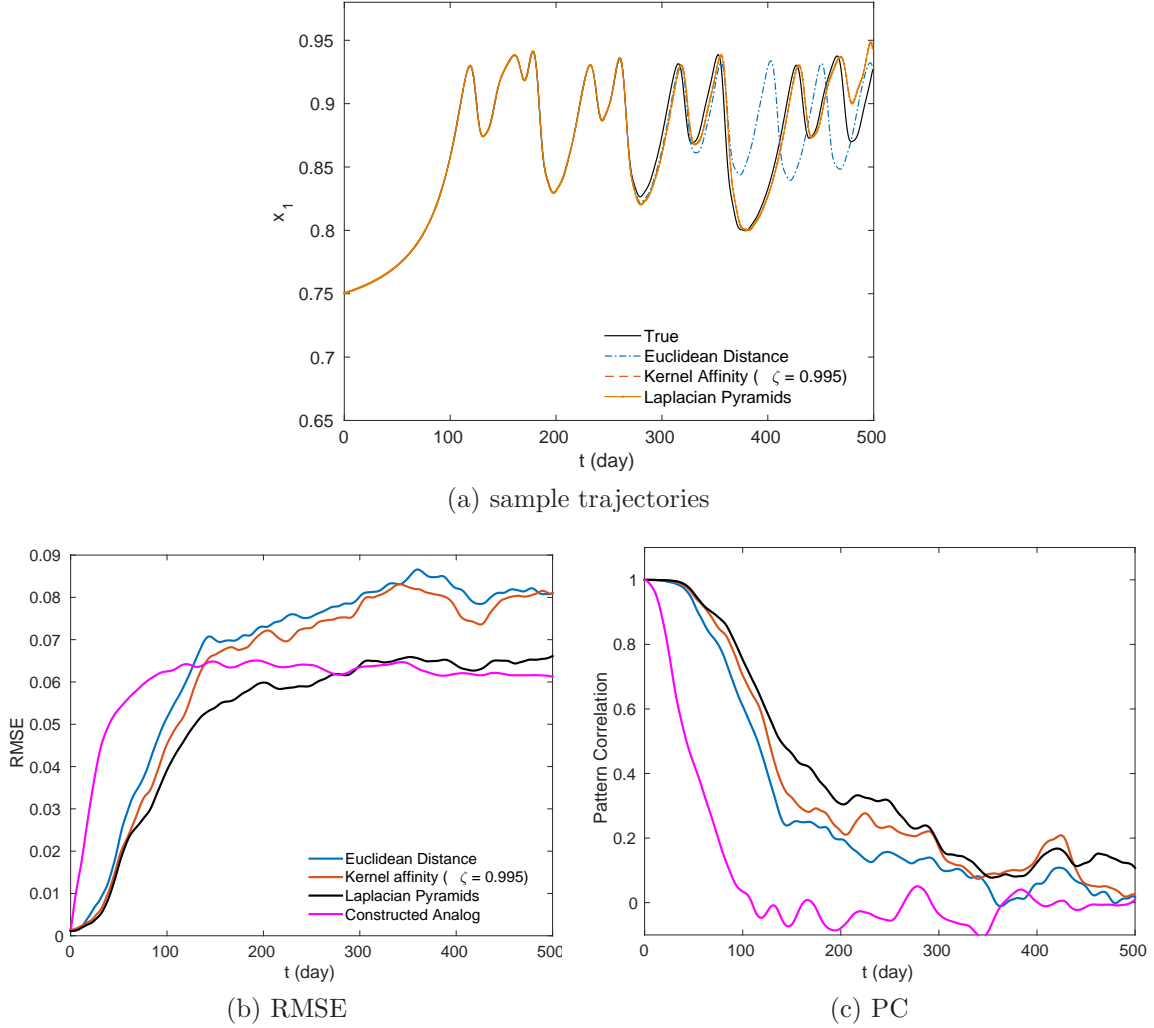 0.95
0.9
0.85
0.8
0.75
0.7
0.65
x₁
0 100 200 300 400 500
t (day)
True
Euclidean Distance
Kernel Affinity ( ζ = 0.995)
Laplacian Pyramids
(a) sample trajectories
0.09
0.08
0.07
0.06
0.05
0.04
0.03
0.02
0.01
0
RMSE
0 100 200 300 400 500
t (day)
Euclidean Distance
Kernel affinity ( ζ = 0.995)
Laplacian Pyramids
Constructed Analog
(b) RMSE
1
0.8
0.6
0.4
0.2
0
Pattern Correlation
0 100 200 300 400 500
t (day)
(c) PC